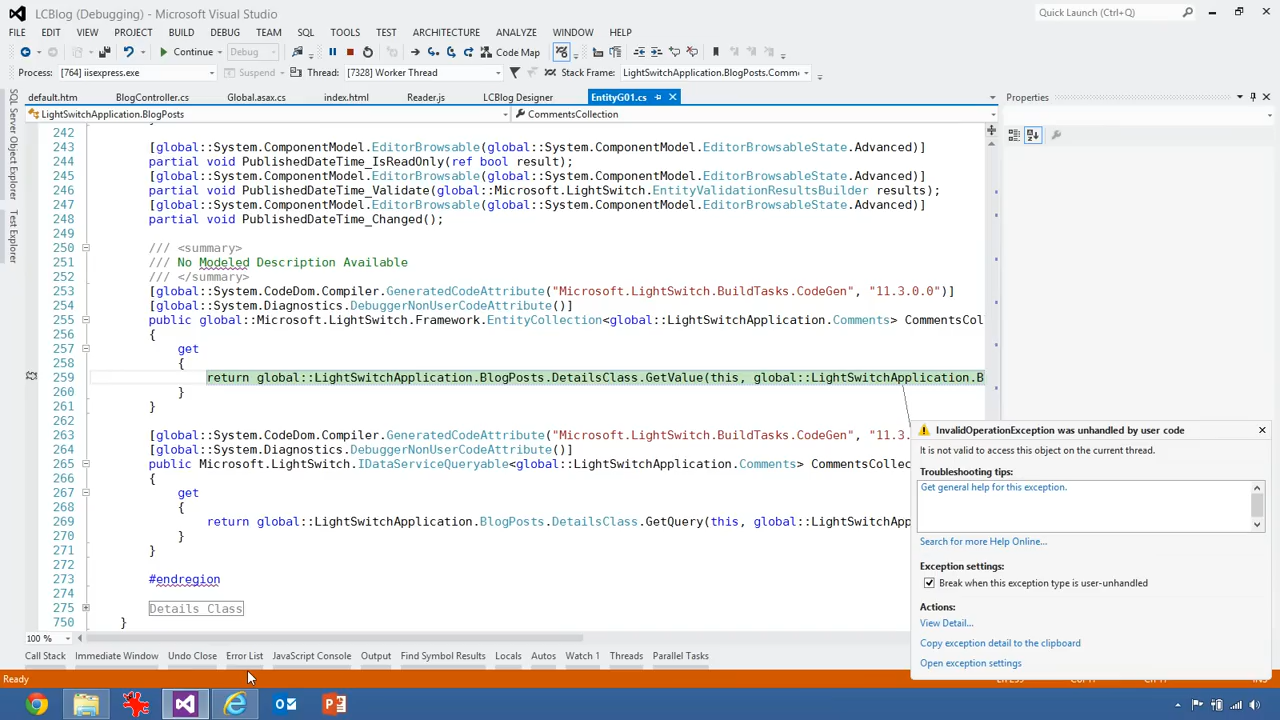 LCBlog (Debugging) - Microsoft Visual Studio
Quick Launch (Ctrl+Q)
FILE EDIT VIEW PROJECT BUILD DEBUG TEAM SQL TOOLS TEST ARCHITECTURE ANALYZE WINDOW HELP
Continue Debug Code Map
Process: [764] iisexpress.exe Suspend Thread: [7328] Worker Thread Stack Frame: LightSwitchApplication.BlogPosts.Comme
default.htm BlogController.cs Global.asax.cs index.html Reader.js LCBlog Designer EntityG01.cs Properties
LightSwitchApplication.BlogPosts CommentsCollection
SQL Server Object Explorer
Test Explorer
242
243 [global::System.ComponentModel.EditorBrowsable(global::System.ComponentModel.EditorBrowsableState.Advanced)]
244 partial void PublishedDateTime_IsReadOnly(ref bool result);
245 [global::System.ComponentModel.EditorBrowsable(global::System.ComponentModel.EditorBrowsableState.Advanced)]
246 partial void PublishedDateTime_Validate(global::Microsoft.LightSwitch.EntityValidationResultsBuilder results);
247 [global::System.ComponentModel.EditorBrowsable(global::System.ComponentModel.EditorBrowsableState.Advanced)]
248 partial void PublishedDateTime_Changed();
249
250 /// <summary>
251 /// No Modeled Description Available
252 /// </summary>
253 [global::System.CodeDom.Compiler.GeneratedCodeAttribute("Microsoft.LightSwitch.BuildTasks.CodeGen", "11.3.0.0")]
254 [global::System.Diagnostics.DebuggerNonUserCodeAttribute()]
255 public global::Microsoft.LightSwitch.Framework.EntityCollection<global::LightSwitchApplication.Comments> CommentsCol
256 {
257 get
258 {
259 return global::LightSwitchApplication.BlogPosts.DetailsClass.GetValue(this, global::LightSwitchApplication.B
260 }
261 }
262
263 [global::System.CodeDom.Compiler.GeneratedCodeAttribute("Microsoft.LightSwitch.BuildTasks.CodeGen", "11.3.
264 [global::System.Diagnostics.DebuggerNonUserCodeAttribute()]
265 public Microsoft.LightSwitch.IDataServiceQueryable<global::LightSwitchApplication.Comments> CommentsCollec
266 {
267 get
268 {
269 return global::LightSwitchApplication.BlogPosts.DetailsClass.GetQuery(this, global::LightSwitchApp
270 }
271 }
272
273 #endregion
274
275 Details Class
750 }
InvalidOperationException was unhandled by user code
It is not valid to access this object on the current thread.
Troubleshooting tips:
Get general help for this exception.
Search for more Help Online...
Exception settings:
Break when this exception type is user-unhandled
Actions:
View Detail...
Copy exception detail to the clipboard
Open exception settings
100 %
Call Stack Immediate Window Undo Close Error List JavaScript Console Output Find Symbol Results Locals Autos Watch 1 Threads Parallel Tasks
Ready